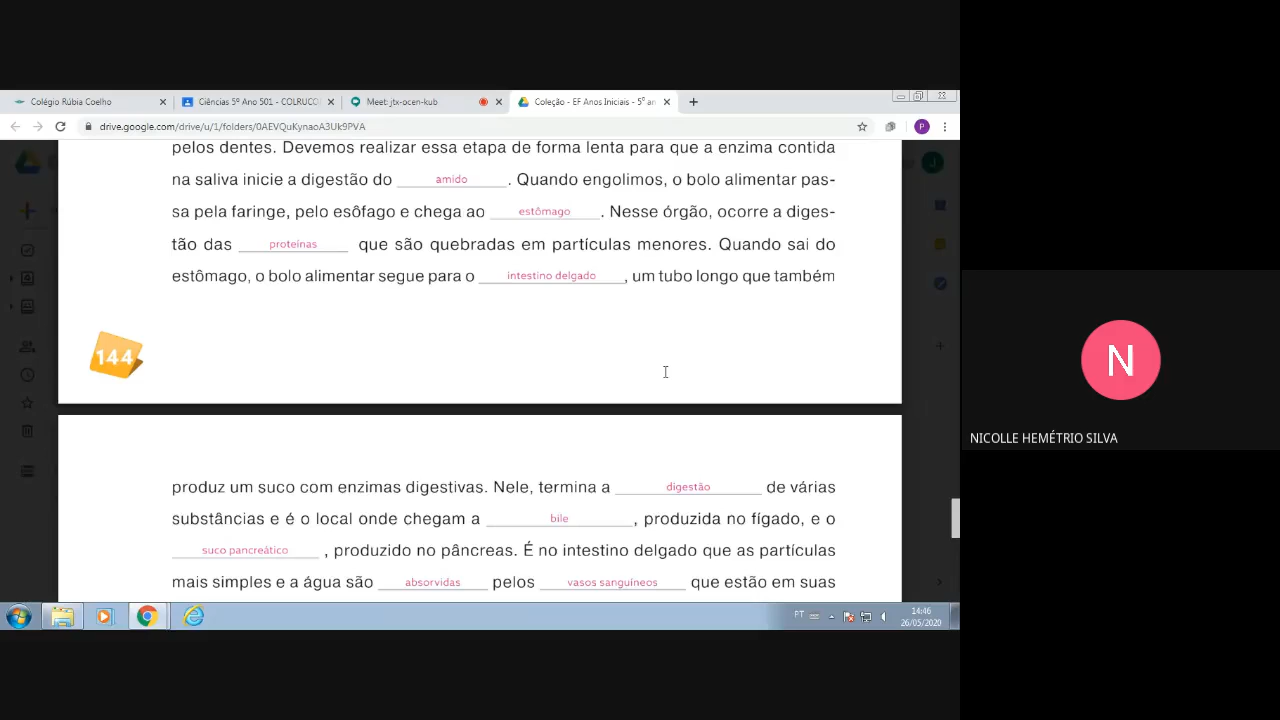 Colégio Rúbia Coelho
Ciências 5º Ano 501 - COLRUCO
Meet: jtx-ocen-kub
Coleção - EF Anos Iniciais - 5º an
drive.google.com/drive/u/1/folders/0AEVQuKynaoA3Uk9PVA
P
J
pelos dentes. Devemos realizar essa etapa de forma lenta para que a enzima contida
na saliva inicie a digestão do amido. Quando engolimos, o bolo alimentar pas-
sa pela faringe, pelo esôfago e chega ao estômago. Nesse órgão, ocorre a diges-
tão das proteínas que são quebradas em partículas menores. Quando sai do
estômago, o bolo alimentar segue para o intestino delgado, um tubo longo que também
144
produz um suco com enzimas digestivas. Nele, termina a digestão de várias
substâncias e é o local onde chegam a bile, produzida no fígado, e o
suco pancreático, produzido no pâncreas. É no intestino delgado que as partículas
mais simples e a água são absorvidas pelos vasos sanguíneos que estão em suas
N
NICOLLE HEMÉTRIO SILVA
PT
14:46
26/05/2020